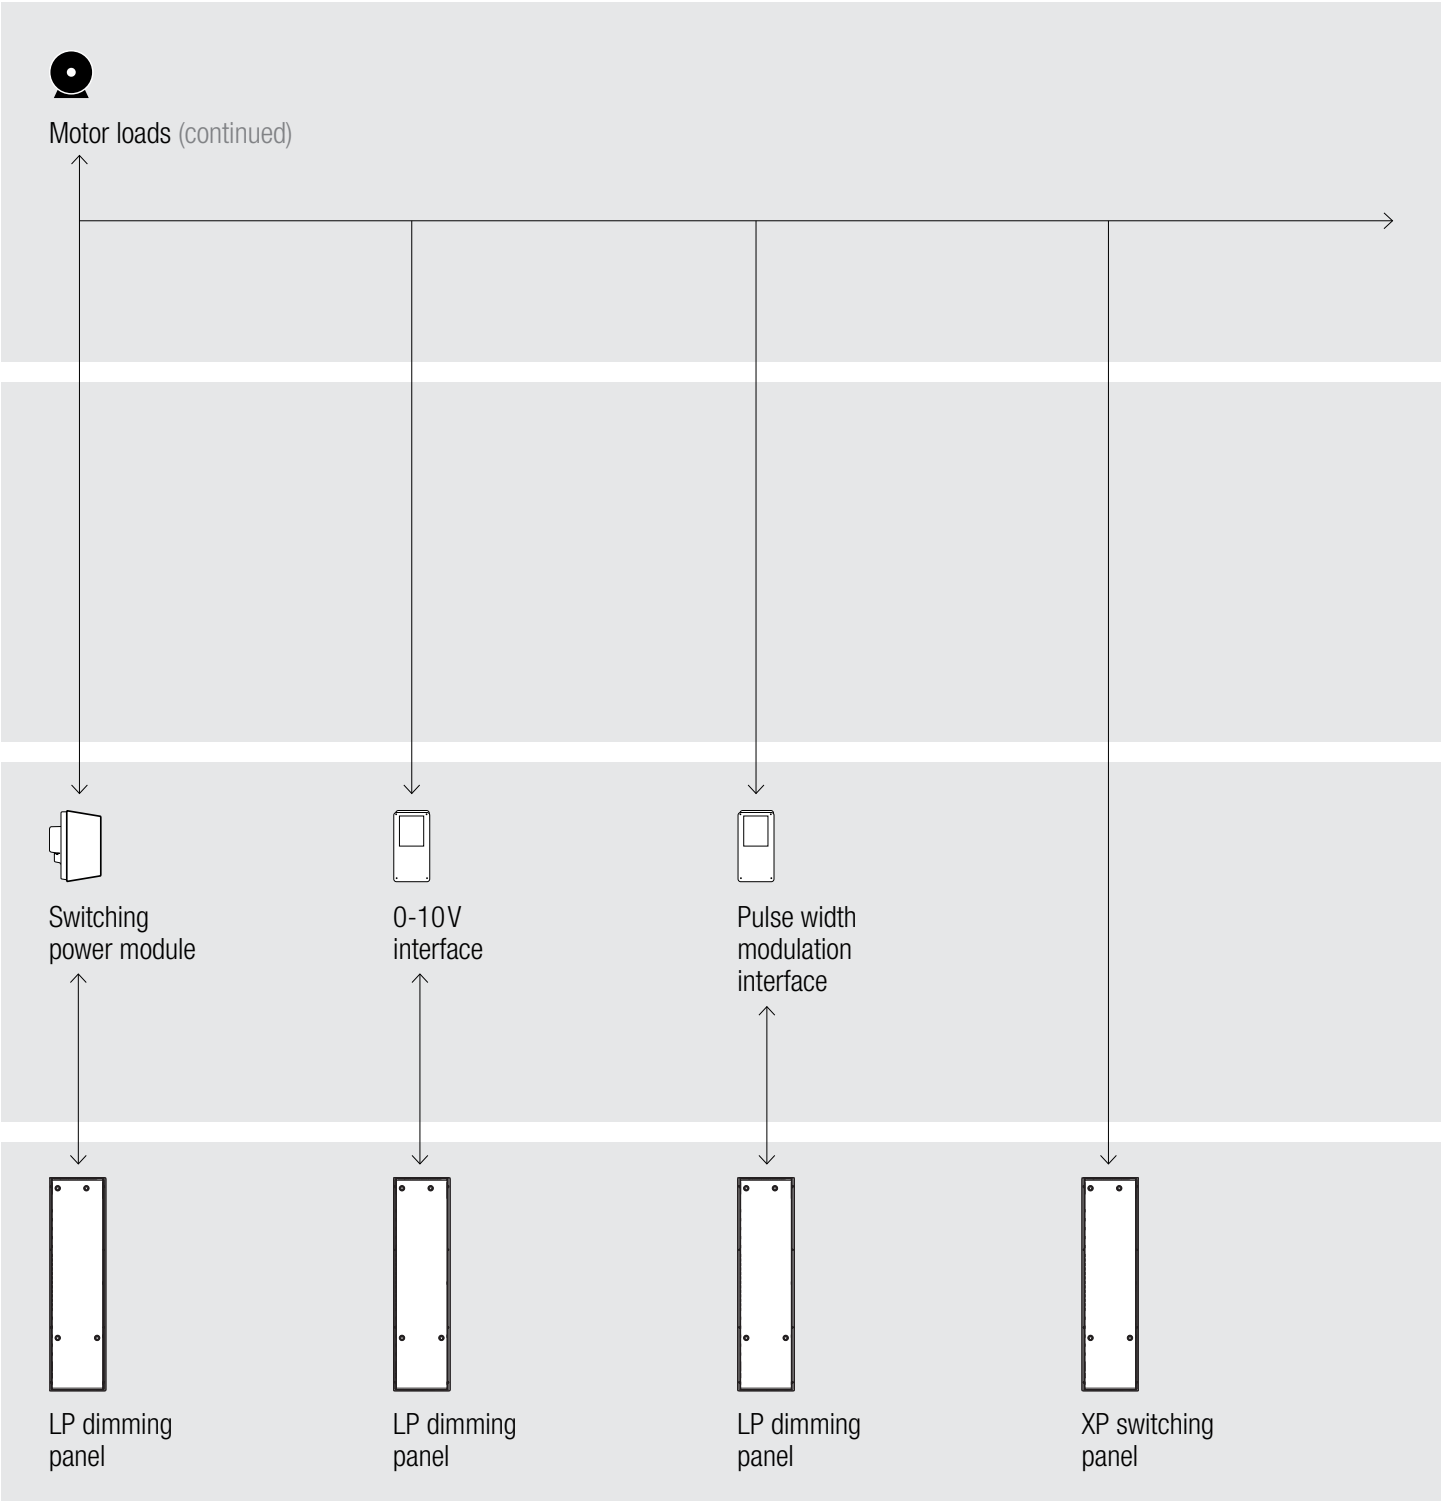 Motor loads (continued)
Switching
power module
0-10V
interface
Pulse width
modulation
interface
LP dimming
panel
LP dimming
panel
LP dimming
panel
XP switching
panel